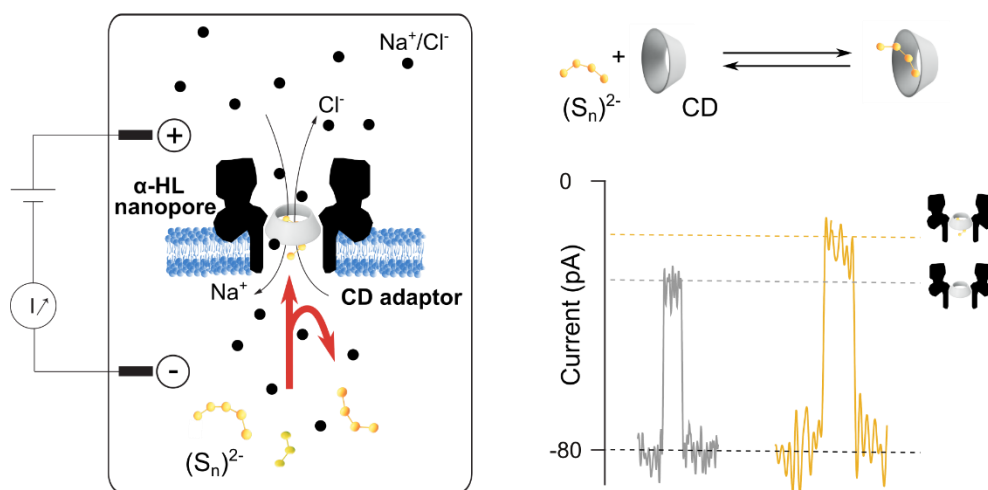 Na⁺/Cl⁻
Cl⁻
+
α-HL
nanopore
Na⁺
CD adaptor
I
-
(Sₙ)²⁻
+
(Sₙ)²⁻
CD
0
Current (pA)
-80